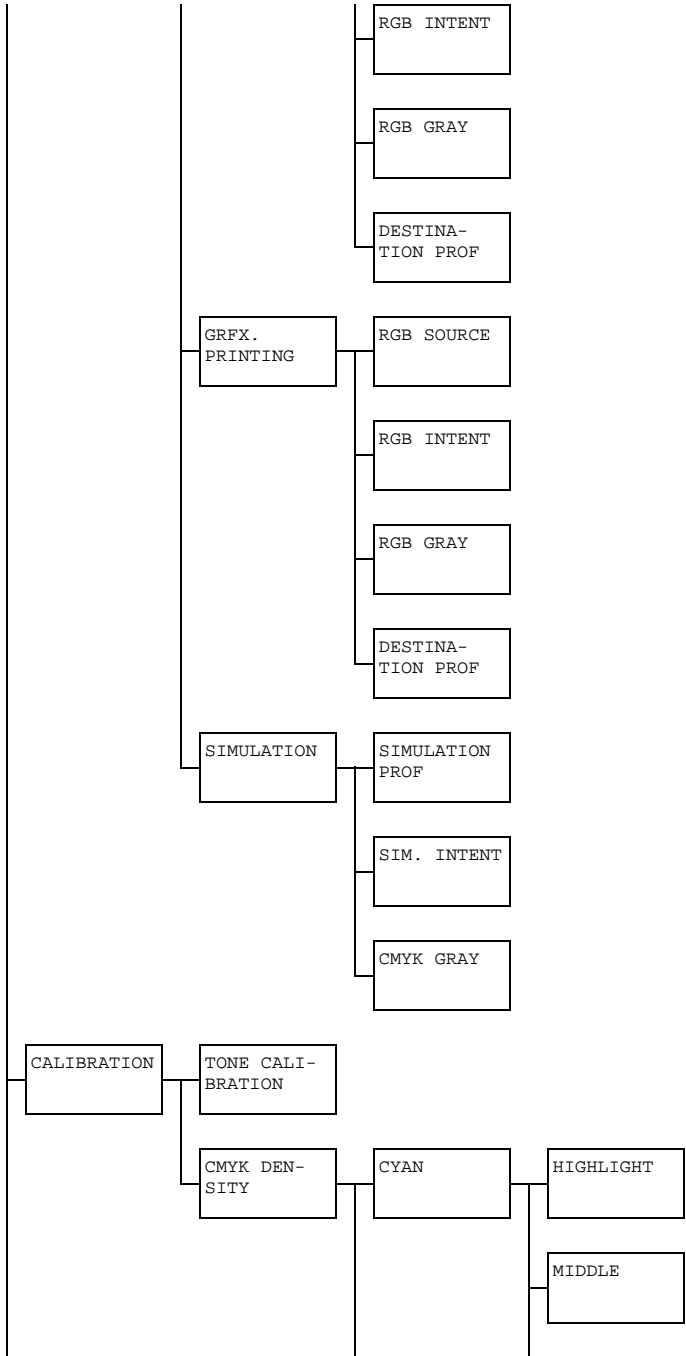 RGB INTENT
RGB GRAY
DESTINA-
TION PROF
GRFX.
PRINTING
RGB SOURCE
RGB INTENT
RGB GRAY
DESTINA-
TION PROF
SIMULATION
SIMULATION
PROF
SIM. INTENT
CMYK GRAY
CALIBRATION
TONE CALI-
BRATION
CMYK DEN-
SITY
CYAN
HIGHLIGHT
MIDDLE